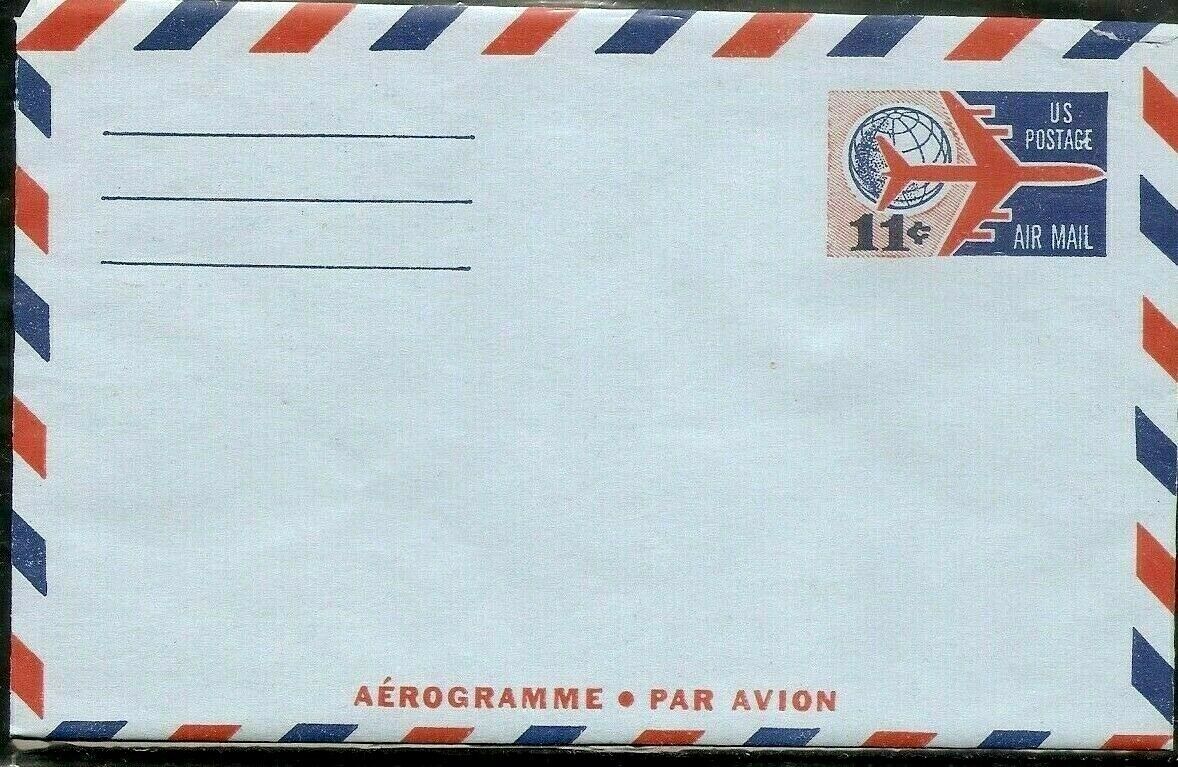 US
POSTAGE
11¢
AIR MAIL
AÉROGRAMME • PAR AVION